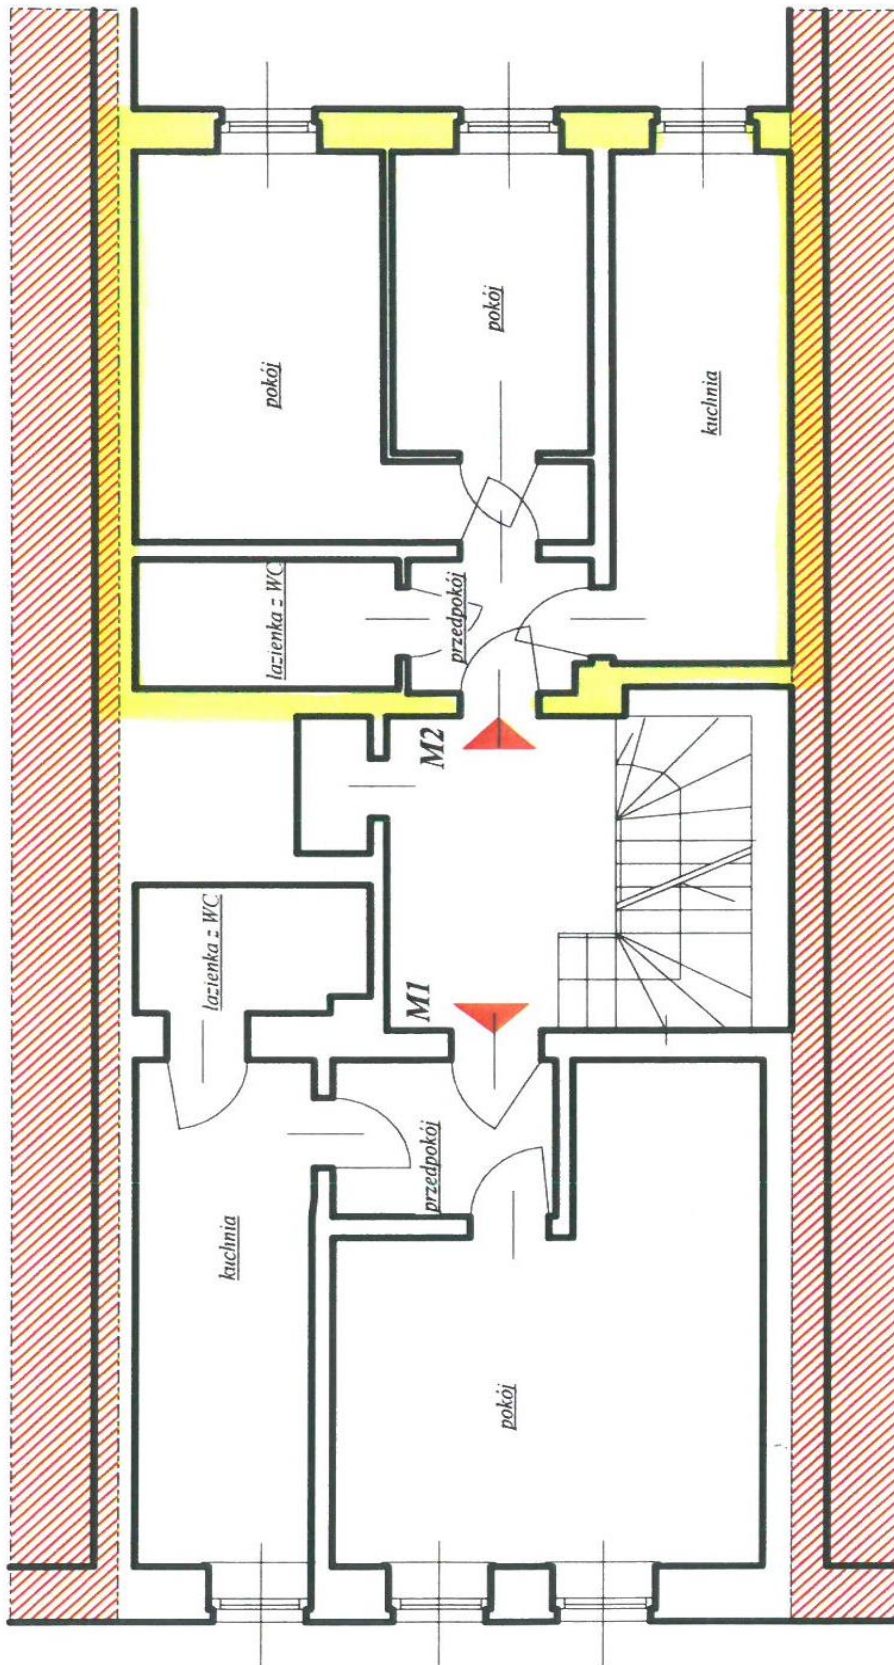 pokój
pokój
kuchnia
łazienka z WC
przedpokój
M2
łazienka z WC
M1
przedpokój
kuchnia
pokój